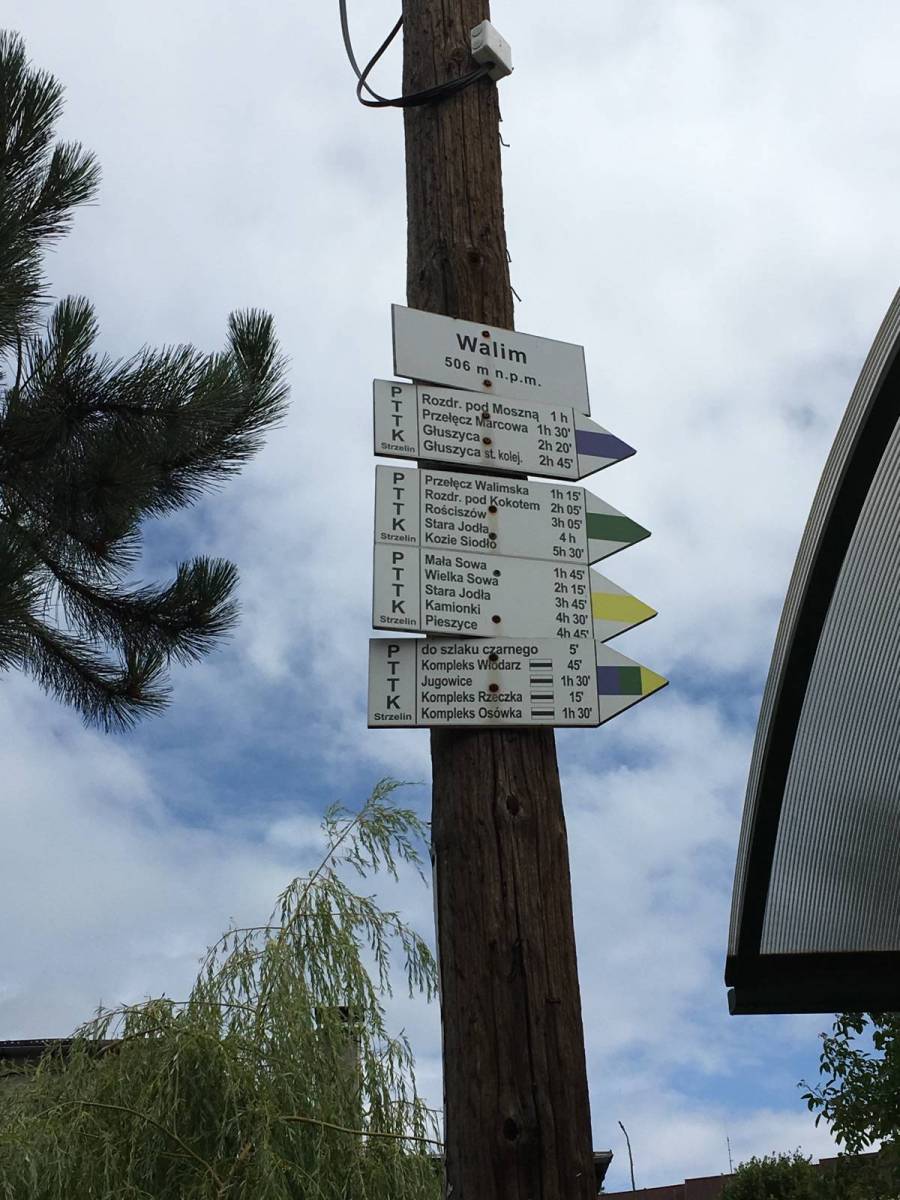 Walim
506 m n.p.m.
PTTK
Strzelin
Rozdr. pod Moszną 1 h
Przełęcz Marcowa 1h 30'
Głuszyca 2h 20'
Głuszyca st. kolej. 2h 45'
PTTK
Strzelin
Przełęcz Walimska 1h 15'
Rozdr. pod Kokotem 2h 05'
Rościszów 3h 05'
Stara Jodła 4 h
Kozie Siodło 5h 30'
PTTK
Strzelin
Mała Sowa 1h 45'
Wielka Sowa 2h 15'
Stara Jodła 3h 45'
Kamionki 4h 30'
Pieszyce 4h 45'
PTTK
Strzelin
do szlaku czarnego 5'
Kompleks Włodarz 45'
Jugowice 1h 30'
Kompleks Rzeczka 15'
Kompleks Osówka 1h 30'